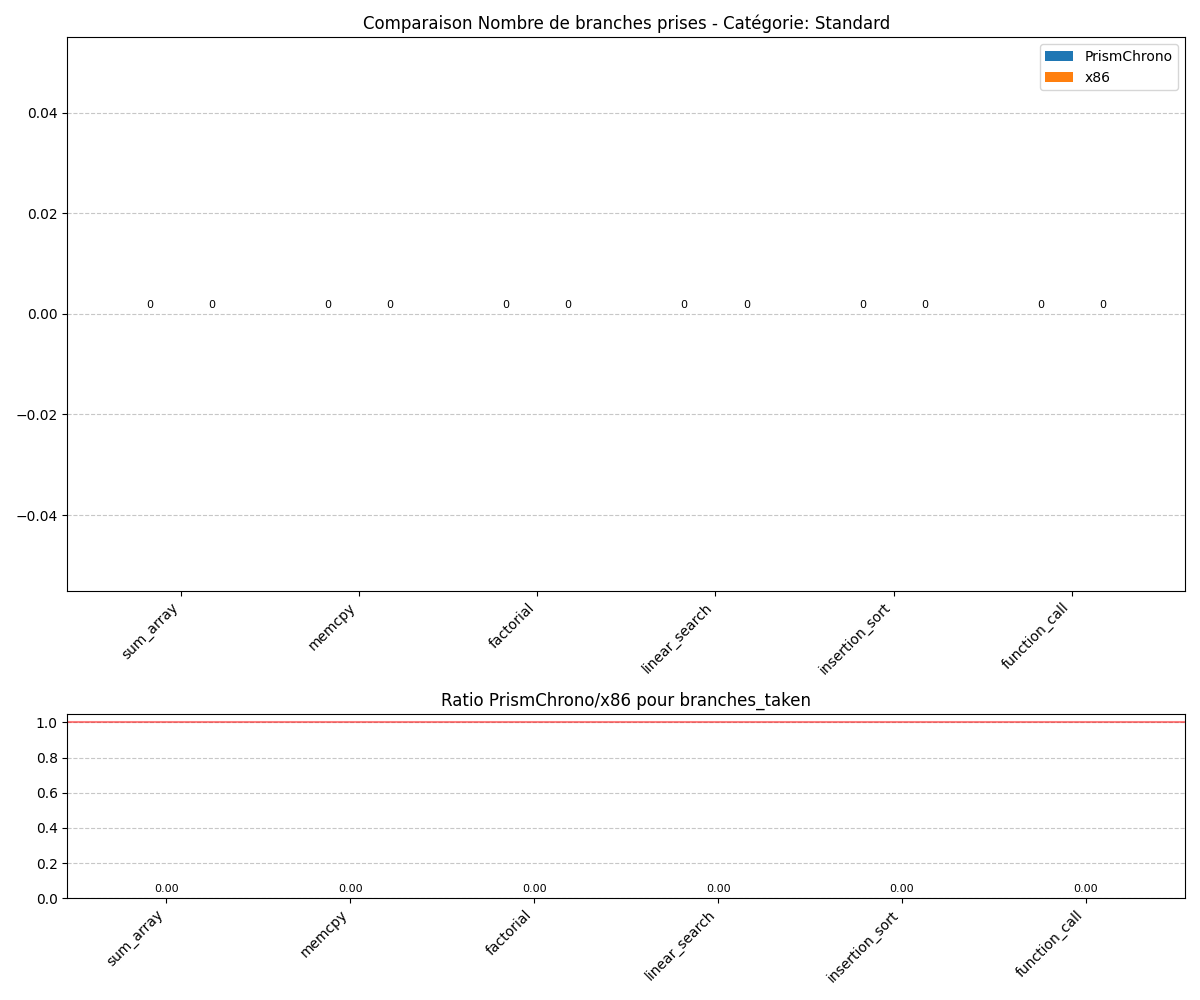 Comparaison Nombre de branches prises - Catégorie: Standard
PrismChrono
x86
0.04
0.02
0.00
−0.02
−0.04
0 0 0 0 0 0 0 0 0 0 0 0
sum_array memcpy factorial linear_search insertion_sort function_call
Ratio PrismChrono/x86 pour branches_taken
1.0
0.8
0.6
0.4
0.2
0.0
0.00 0.00 0.00 0.00 0.00 0.00
sum_array memcpy factorial linear_search insertion_sort function_call